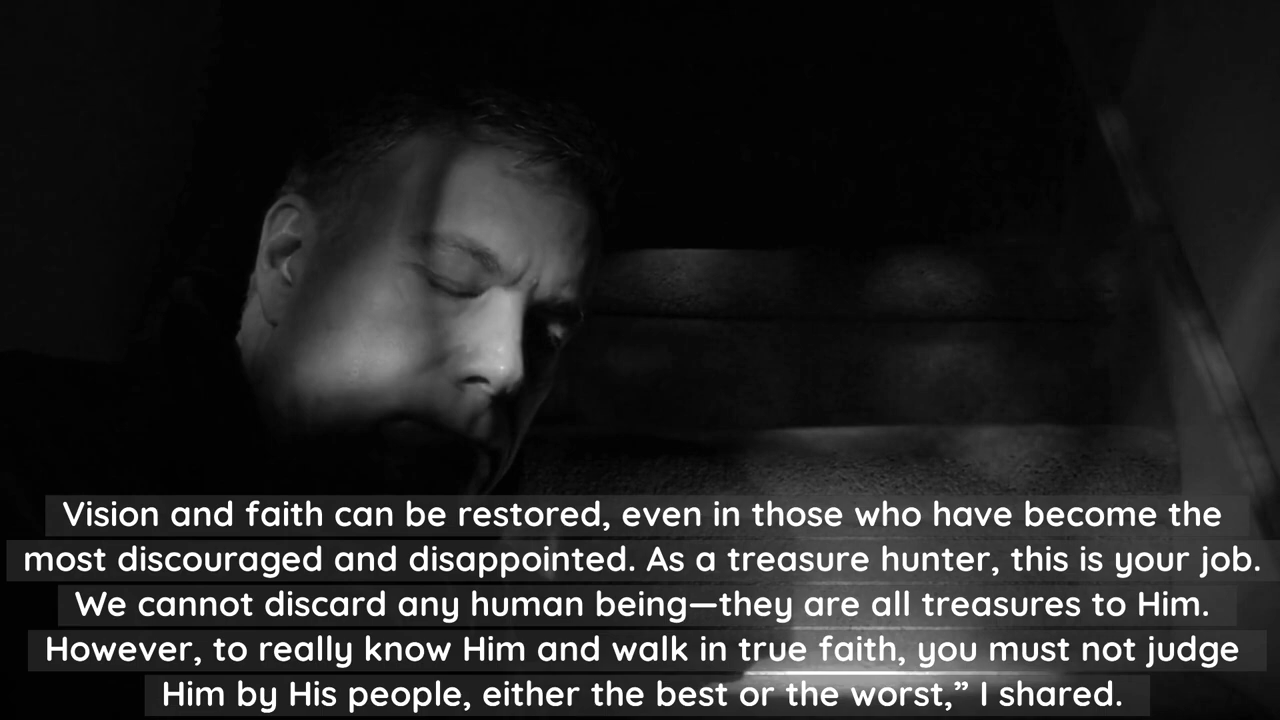 Vision and faith can be restored, even in those who have become the
most discouraged and disappointed. As a treasure hunter, this is your job.
We cannot discard any human being—they are all treasures to Him.
However, to really know Him and walk in true faith, you must not judge
Him by His people, either the best or the worst,” I shared.